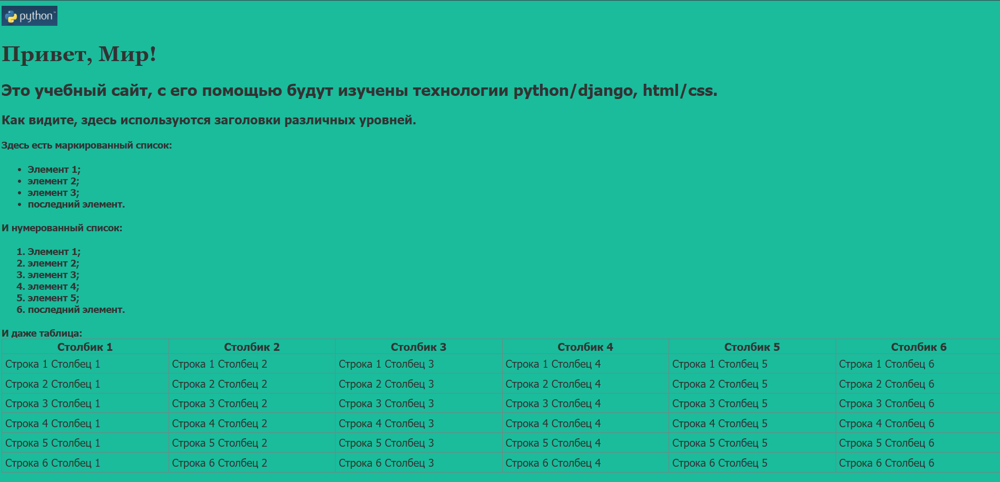 python™
Привет, Мир!
Это учебный сайт, с его помощью будут изучены технологии python/django, html/css.
Как видите, здесь используются заголовки различных уровней.
Здесь есть маркированный список:
• Элемент 1;
• элемент 2;
• элемент 3;
• последний элемент.
И нумерованный список:
1. Элемент 1;
2. элемент 2;
3. элемент 3;
4. элемент 4;
5. элемент 5;
6. последний элемент.
И даже таблица:
Столбик 1 Столбик 2 Столбик 3 Столбик 4 Столбик 5 Столбик 6
Строка 1 Столбец 1 Строка 1 Столбец 2 Строка 1 Столбец 3 Строка 1 Столбец 4 Строка 1 Столбец 5 Строка 1 Столбец 6
Строка 2 Столбец 1 Строка 2 Столбец 2 Строка 2 Столбец 3 Строка 2 Столбец 4 Строка 2 Столбец 5 Строка 2 Столбец 6
Строка 3 Столбец 1 Строка 3 Столбец 2 Строка 3 Столбец 3 Строка 3 Столбец 4 Строка 3 Столбец 5 Строка 3 Столбец 6
Строка 4 Столбец 1 Строка 4 Столбец 2 Строка 4 Столбец 3 Строка 4 Столбец 4 Строка 4 Столбец 5 Строка 4 Столбец 6
Строка 5 Столбец 1 Строка 5 Столбец 2 Строка 5 Столбец 3 Строка 5 Столбец 4 Строка 5 Столбец 5 Строка 5 Столбец 6
Строка 6 Столбец 1 Строка 6 Столбец 2 Строка 6 Столбец 3 Строка 6 Столбец 4 Строка 6 Столбец 5 Строка 6 Столбец 6